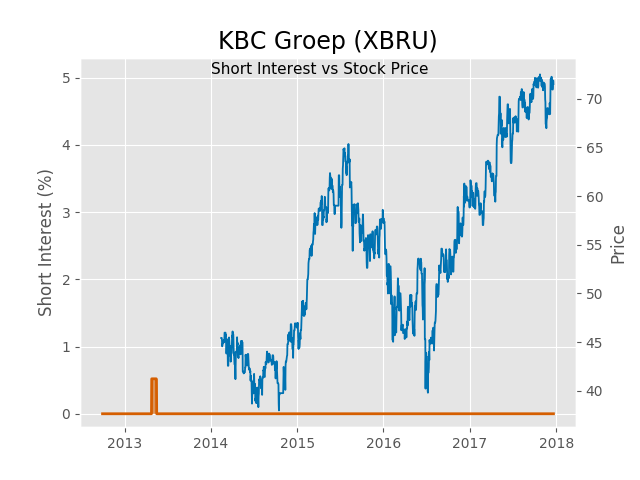 KBC Groep (XBRU)
Short Interest vs Stock Price
Short Interest (%)
5
4
3
2
1
0
70
65
60
55
50
45
40
Price
2013 2014 2015 2016 2017 2018